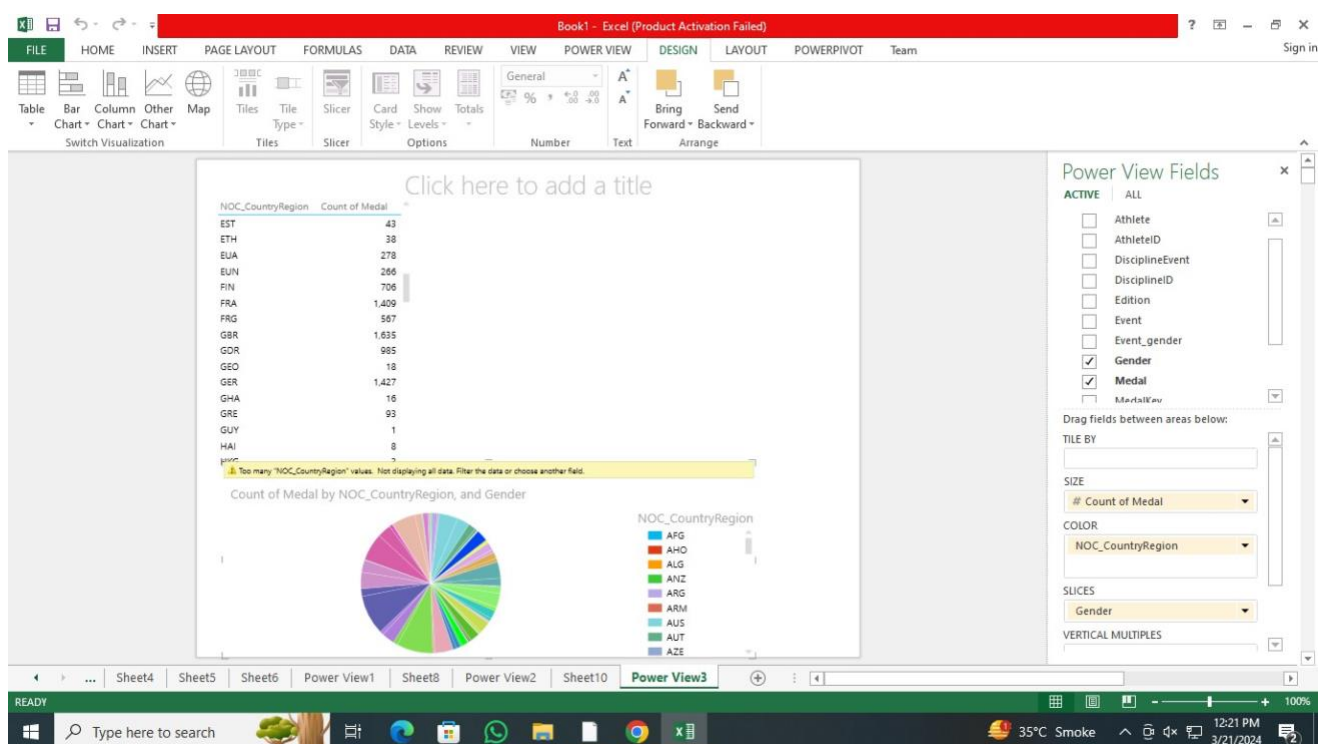 Book1 - Excel (Product Activation Failed)
?
FILE HOME INSERT PAGE LAYOUT FORMULAS DATA REVIEW VIEW POWER VIEW DESIGN LAYOUT POWERPIVOT Team Sign in
General
Table Bar Column Other Map Tiles Tile Slicer Card Show Totals % , Bring Send
Chart Chart Chart Type Style Levels Forward Backward
Switch Visualization Tiles Slicer Options Number Text Arrange
Click here to add a title
NOC_CountryRegion Count of Medal
EST 43
ETH 38
EUA 278
EUN 266
FIN 706
FRA 1,409
FRG 567
GBR 1,635
GDR 985
GEO 18
GER 1,427
GHA 16
GRE 93
GUY 1
HAI 8
Too many "NOC_CountryRegion" values. Not displaying all data. Filter the data or choose another field.
Count of Medal by NOC_CountryRegion, and Gender
NOC_CountryRegion
AFG
AHO
ALG
ANZ
ARG
ARM
AUS
AUT
AZE
Power View Fields
ACTIVE ALL
Athlete
AthleteID
DisciplineEvent
DisciplineID
Edition
Event
Event_gender
Gender
Medal
MedalKey
Drag fields between areas below:
TILE BY
SIZE
# Count of Medal
COLOR
NOC_CountryRegion
SLICES
Gender
VERTICAL MULTIPLES
... Sheet4 Sheet5 Sheet6 Power View1 Sheet8 Power View2 Sheet10 Power View3
READY 100%
Type here to search 35°C Smoke 12:21 PM
3/21/2024